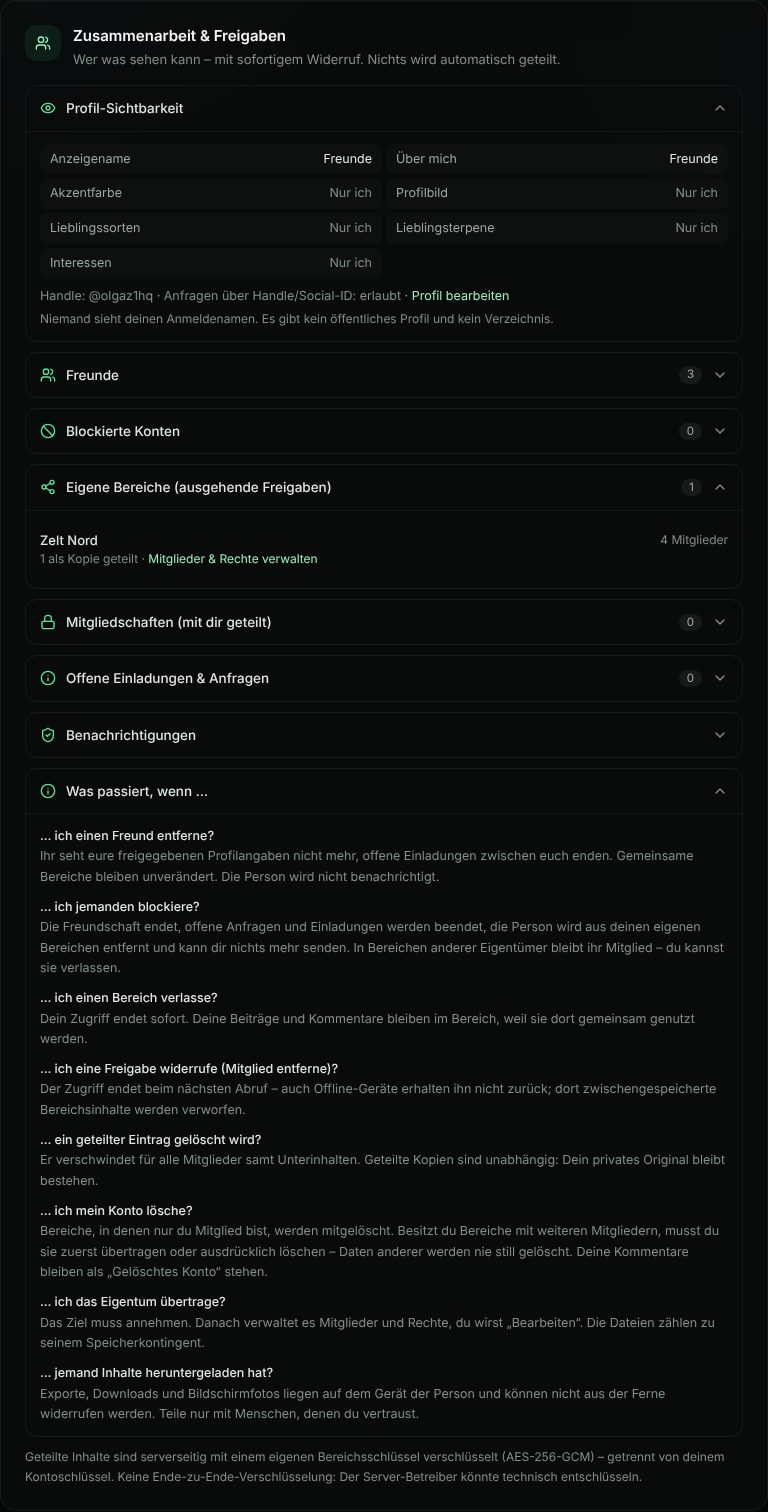 Zusammenarbeit & Freigaben
Wer was sehen kann – mit sofortigem Widerruf. Nichts wird automatisch geteilt.
Profil-Sichtbarkeit
Anzeigename Freunde Über mich Freunde
Akzentfarbe Nur ich Profilbild Nur ich
Lieblingssorten Nur ich Lieblingsterpene Nur ich
Interessen Nur ich
Handle: @olgaz1hq · Anfragen über Handle/Social-ID: erlaubt · Profil bearbeiten
Niemand sieht deinen Anmeldenamen. Es gibt kein öffentliches Profil und kein Verzeichnis.
Freunde 3
Blockierte Konten 0
Eigene Bereiche (ausgehende Freigaben) 1
Zelt Nord 4 Mitglieder
1 als Kopie geteilt · Mitglieder & Rechte verwalten
Mitgliedschaften (mit dir geteilt) 0
Offene Einladungen & Anfragen 0
Benachrichtigungen
Was passiert, wenn …
… ich einen Freund entferne?
Ihr seht eure freigegebenen Profilangaben nicht mehr, offene Einladungen zwischen euch enden. Gemeinsame
Bereiche bleiben unverändert. Die Person wird nicht benachrichtigt.
… ich jemanden blockiere?
Die Freundschaft endet, offene Anfragen und Einladungen werden beendet, die Person wird aus deinen eigenen
Bereichen entfernt und kann dir nichts mehr senden. In Bereichen anderer Eigentümer bleibt ihr Mitglied – du kannst
sie verlassen.
… ich einen Bereich verlasse?
Dein Zugriff endet sofort. Deine Beiträge und Kommentare bleiben im Bereich, weil sie dort gemeinsam genutzt
werden.
… ich eine Freigabe widerrufe (Mitglied entferne)?
Der Zugriff endet beim nächsten Abruf – auch Offline-Geräte erhalten ihn nicht zurück; dort zwischengespeicherte
Bereichsinhalte werden verworfen.
… ein geteilter Eintrag gelöscht wird?
Er verschwindet für alle Mitglieder samt Unterinhalten. Geteilte Kopien sind unabhängig: Dein privates Original bleibt
bestehen.
… ich mein Konto lösche?
Bereiche, in denen nur du Mitglied bist, werden mitgelöscht. Besitzt du Bereiche mit weiteren Mitgliedern, musst du
sie zuerst übertragen oder ausdrücklich löschen – Daten anderer werden nie still gelöscht. Deine Kommentare
bleiben als „Gelöschtes Konto“ stehen.
… ich das Eigentum übertrage?
Das Ziel muss annehmen. Danach verwaltet es Mitglieder und Rechte, du wirst „Bearbeiten“. Die Dateien zählen zu
seinem Speicherkontingent.
… jemand Inhalte heruntergeladen hat?
Exporte, Downloads und Bildschirmfotos liegen auf dem Gerät der Person und können nicht aus der Ferne
widerrufen werden. Teile nur mit Menschen, denen du vertraust.
Geteilte Inhalte sind serverseitig mit einem eigenen Bereichsschlüssel verschlüsselt (AES-256-GCM) – getrennt von deinem
Kontoschlüssel. Keine Ende-zu-Ende-Verschlüsselung: Der Server-Betreiber könnte technisch entschlüsseln.